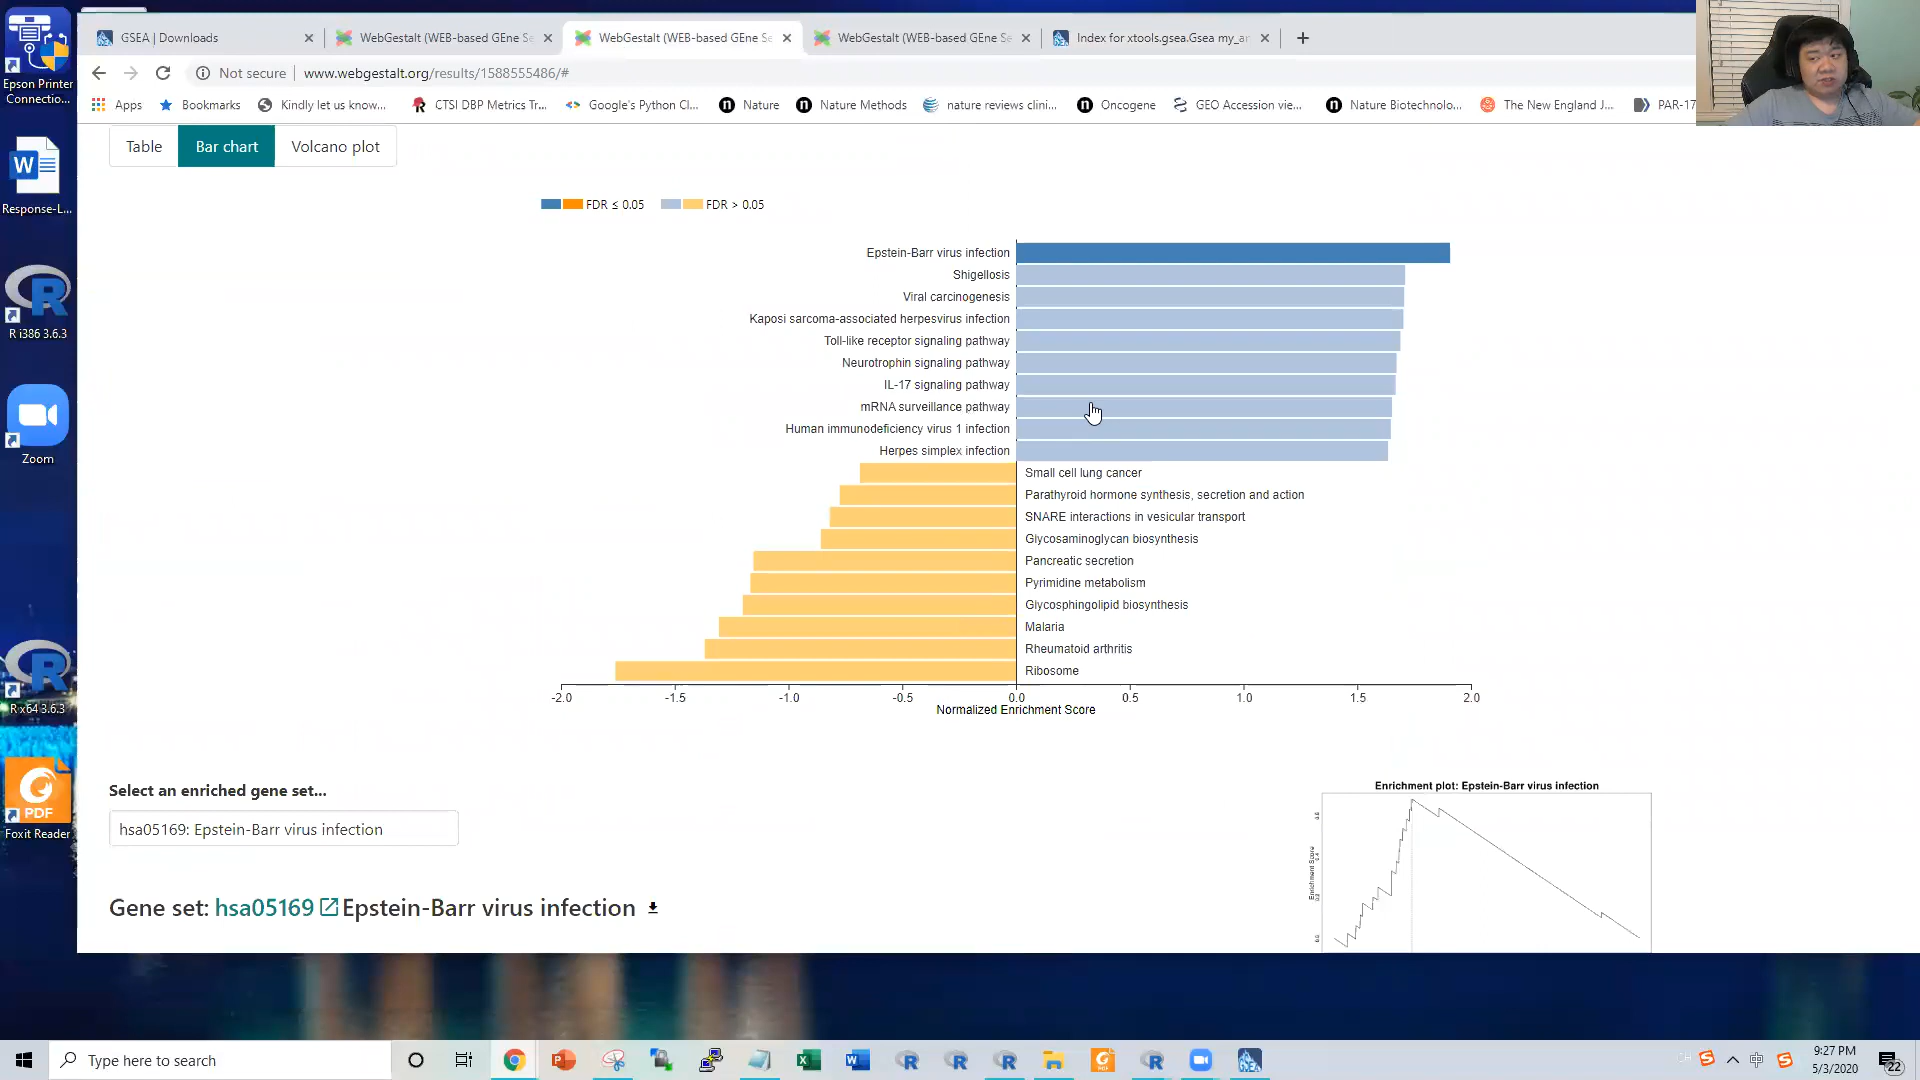 GSEA | Downloads
WebGestalt (WEB-based GEne Se
WebGestalt (WEB-based GEne Se
WebGestalt (WEB-based GEne Se
Index for xtools.gsea.Gsea my_an
Not secure
www.webgestalt.org/results/1588555486/#
Apps
Bookmarks
Kindly let us know...
CTSI DBP Metrics Tr...
Google's Python Cl...
Nature
Nature Methods
nature reviews clini...
Oncogene
GEO Accession vie...
Nature Biotechnolo...
The New England J...
PAR-17
Epson Printer
Connectio...
Response-L...
R i386 3.6.3
Zoom
R x64 3.6.3
PDF
Foxit Reader
Table
Bar chart
Volcano plot
FDR ≤ 0.05
FDR > 0.05
Epstein-Barr virus infection
Shigellosis
Viral carcinogenesis
Kaposi sarcoma-associated herpesvirus infection
Toll-like receptor signaling pathway
Neurotrophin signaling pathway
IL-17 signaling pathway
mRNA surveillance pathway
Human immunodeficiency virus 1 infection
Herpes simplex infection
Small cell lung cancer
Parathyroid hormone synthesis, secretion and action
SNARE interactions in vesicular transport
Glycosaminoglycan biosynthesis
Pancreatic secretion
Pyrimidine metabolism
Glycosphingolipid biosynthesis
Malaria
Rheumatoid arthritis
Ribosome
-2.0 -1.5 -1.0 -0.5 0.0 0.5 1.0 1.5 2.0
Normalized Enrichment Score
Select an enriched gene set...
hsa05169: Epstein-Barr virus infection
Gene set: hsa05169 Epstein-Barr virus infection
Enrichment plot: Epstein-Barr virus infection
Enrichment Score
Type here to search
中
9:27 PM
5/3/2020
22